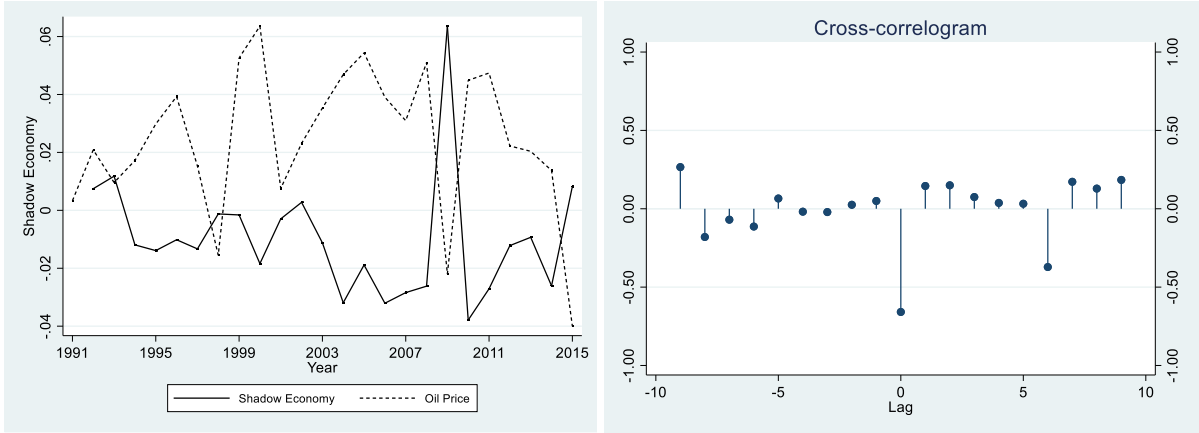 Shadow Economy
.06
.04
.02
0
-.02
-.04
1991 1995 1999 2003 2007 2011 2015
Year
Shadow Economy Oil Price
Cross-correlogram
1.00 1.00
0.50 0.50
0.00 0.00
-0.50 -0.50
-1.00 -1.00
-10 -5 0 5 10
Lag